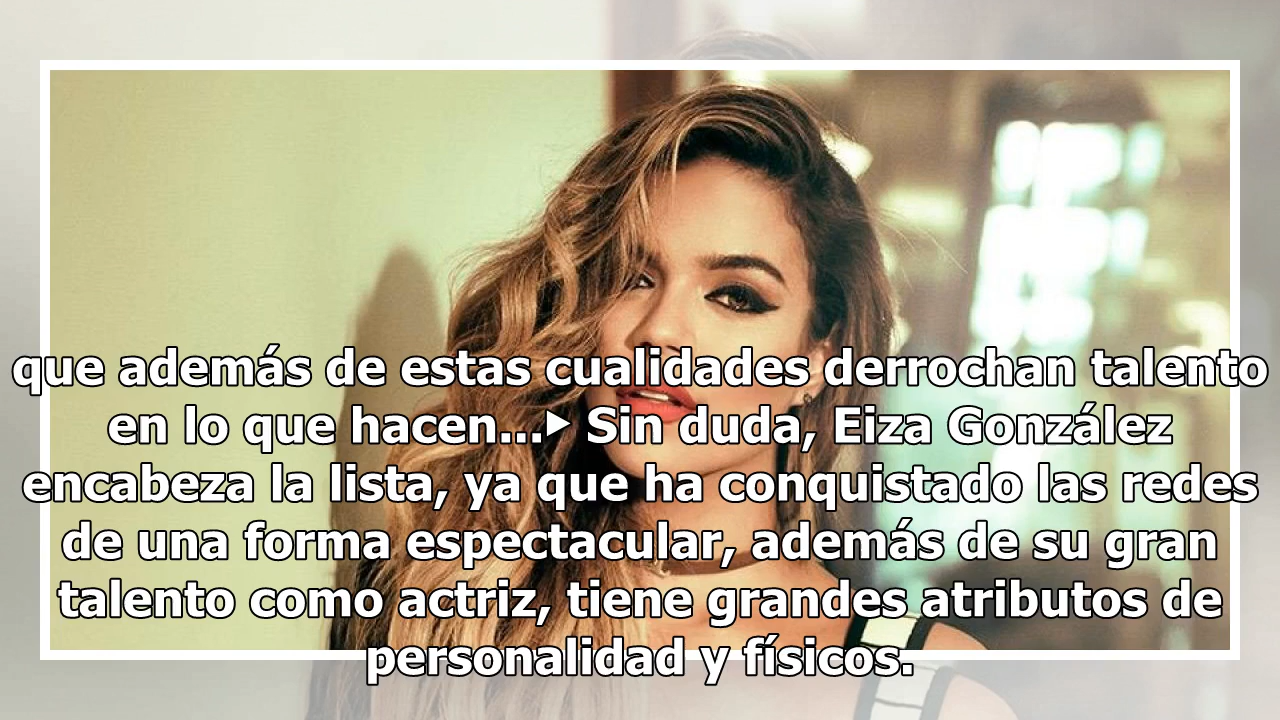 que además de estas cualidades derrochan talento
en lo que hacen...▶ Sin duda, Eiza González
encabeza la lista, ya que ha conquistado las redes
de una forma espectacular, además de su gran
talento como actriz, tiene grandes atributos de
personalidad y físicos.